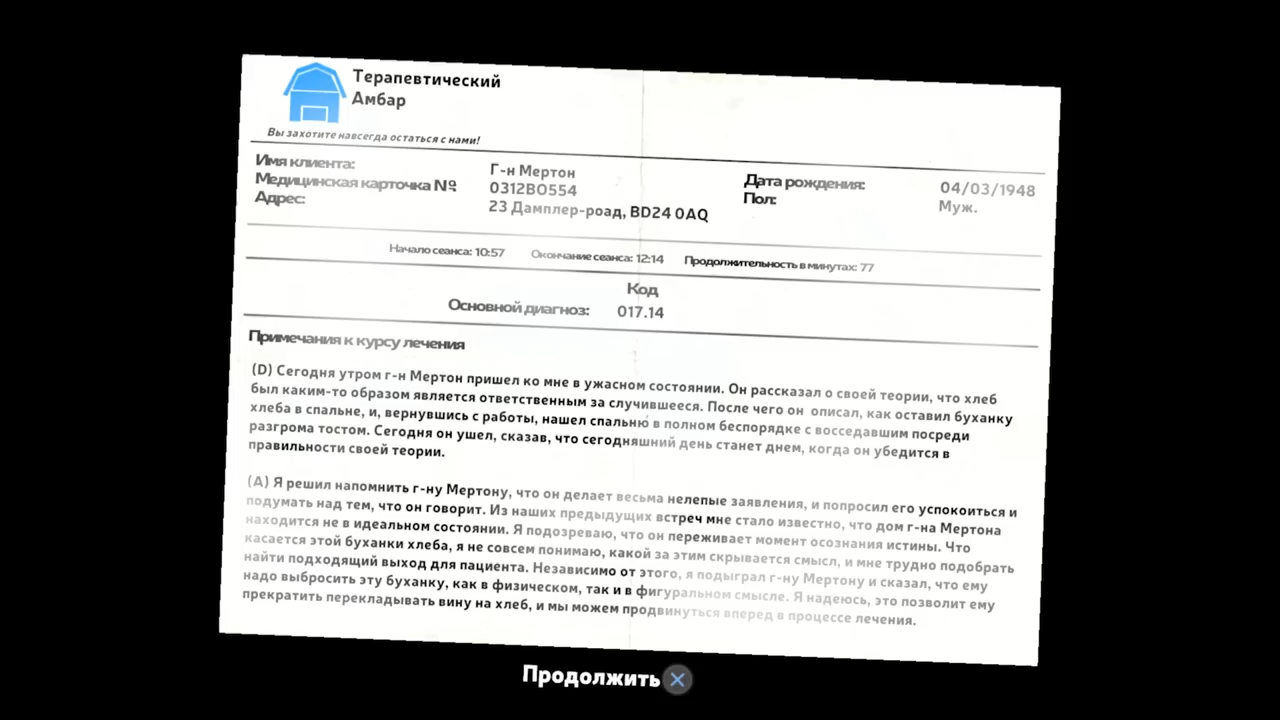 Терапевтический
Амбар
Вы захотите навсегда остаться с нами!
Имя клиента: Г-н Мертон Дата рождения: 04/03/1948
Медицинская карточка № 0312BO554 Пол: Муж.
Адрес: 23 Дамплер-роад, BD24 0AQ
Начало сеанса: 10:57 Окончание сеанса: 12:14 Продолжительность в минутах: 77
Код
Основной диагноз: 017.14
Примечания к курсу лечения
(D) Сегодня утром г-н Мертон пришел ко мне в ужасном состоянии. Он рассказал о своей теории, что хлеб
был каким-то образом является ответственным за случившееся. После чего он описал, как оставил буханку
хлеба в спальне, и, вернувшись с работы, нашел спальню в полном беспорядке с восседавшим посреди
разгрома тостом. Сегодня он ушел, сказав, что сегодняшний день станет днем, когда он убедится в
правильности своей теории.
(A) Я решил напомнить г-ну Мертону, что он делает весьма нелепые заявления, и попросил его успокоиться и
подумать над тем, что он говорит. Из наших предыдущих встреч мне стало известно, что дом г-на Мертона
находится не в идеальном состоянии. Я подозреваю, что он переживает момент осознания истины. Что
касается этой буханки хлеба, я не совсем понимаю, какой за этим скрывается смысл, и мне трудно подобрать
найти подходящий выход для пациента. Независимо от этого, я подыграл г-ну Мертону и сказал, что ему
надо выбросить эту буханку, как в физическом, так и в фигуральном смысле. Я надеюсь, это позволит ему
прекратить перекладывать вину на хлеб, и мы можем продвинуться вперед в процессе лечения.
Продолжить